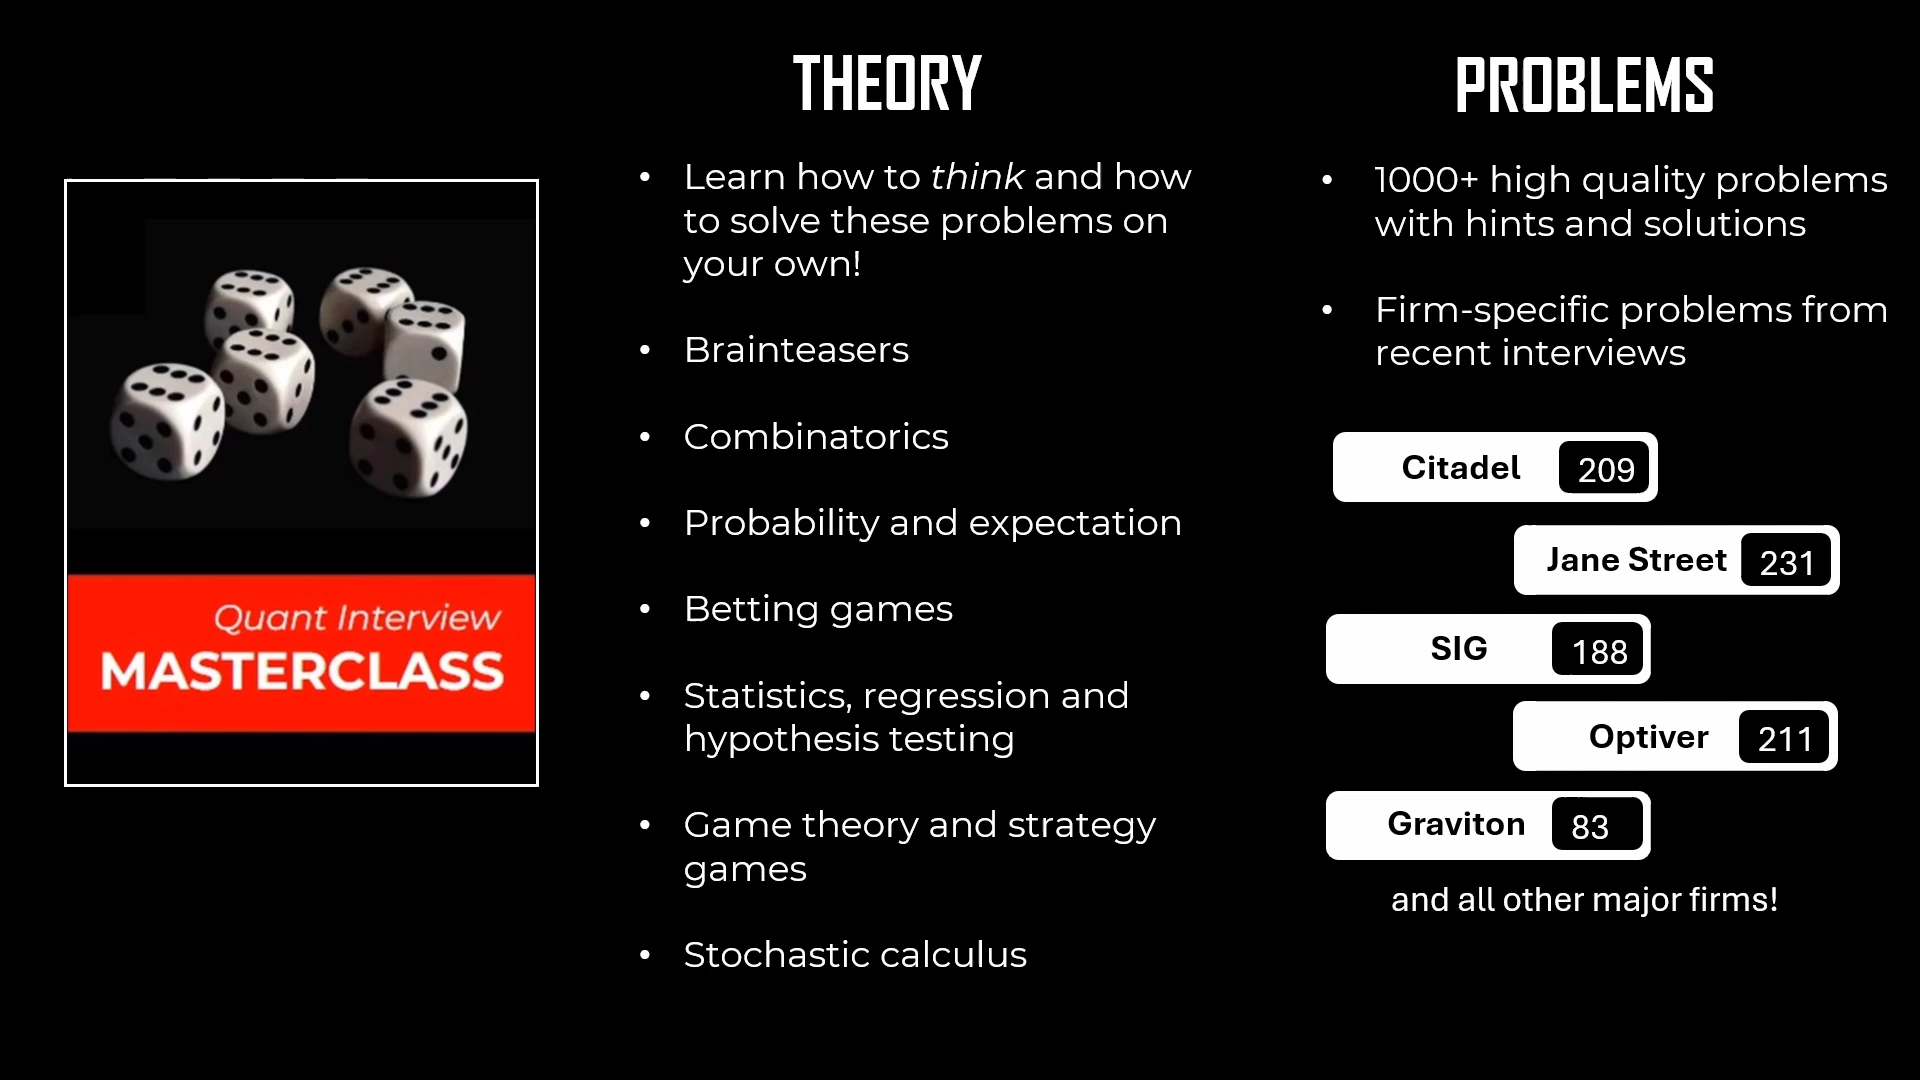 Quant Interview
MASTERCLASS
THEORY
• Learn how to think and how
to solve these problems on
your own!
• Brainteasers
• Combinatorics
• Probability and expectation
• Betting games
• Statistics, regression and
hypothesis testing
• Game theory and strategy
games
• Stochastic calculus
PROBLEMS
• 1000+ high quality problems
with hints and solutions
• Firm-specific problems from
recent interviews
Citadel 209
Jane Street 231
SIG 188
Optiver 211
Graviton 83
and all other major firms!